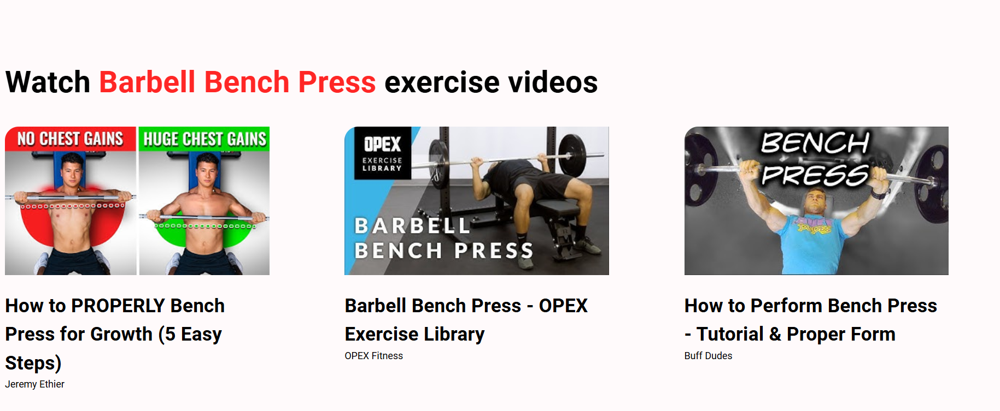 Watch Barbell Bench Press exercise videos
NO CHEST GAINS
HUGE CHEST GAINS
How to PROPERLY Bench
Press for Growth (5 Easy
Steps)
Jeremy Ethier
OPEX
EXERCISE
LIBRARY
BARBELL
BENCH PRESS
Barbell Bench Press - OPEX
Exercise Library
OPEX Fitness
BENCH
PRESS
How to Perform Bench Press
- Tutorial & Proper Form
Buff Dudes